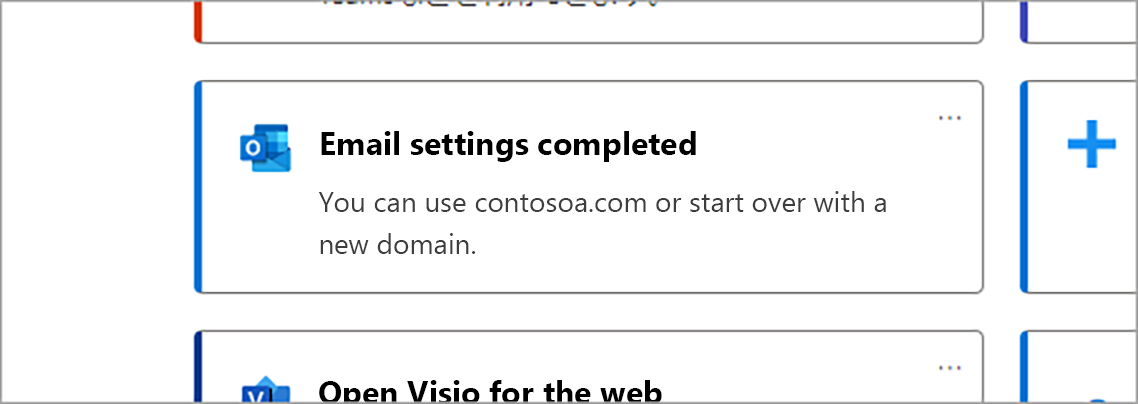 Email settings completed
You can use contosoa.com or start over with a
new domain.
Open Visio for the web